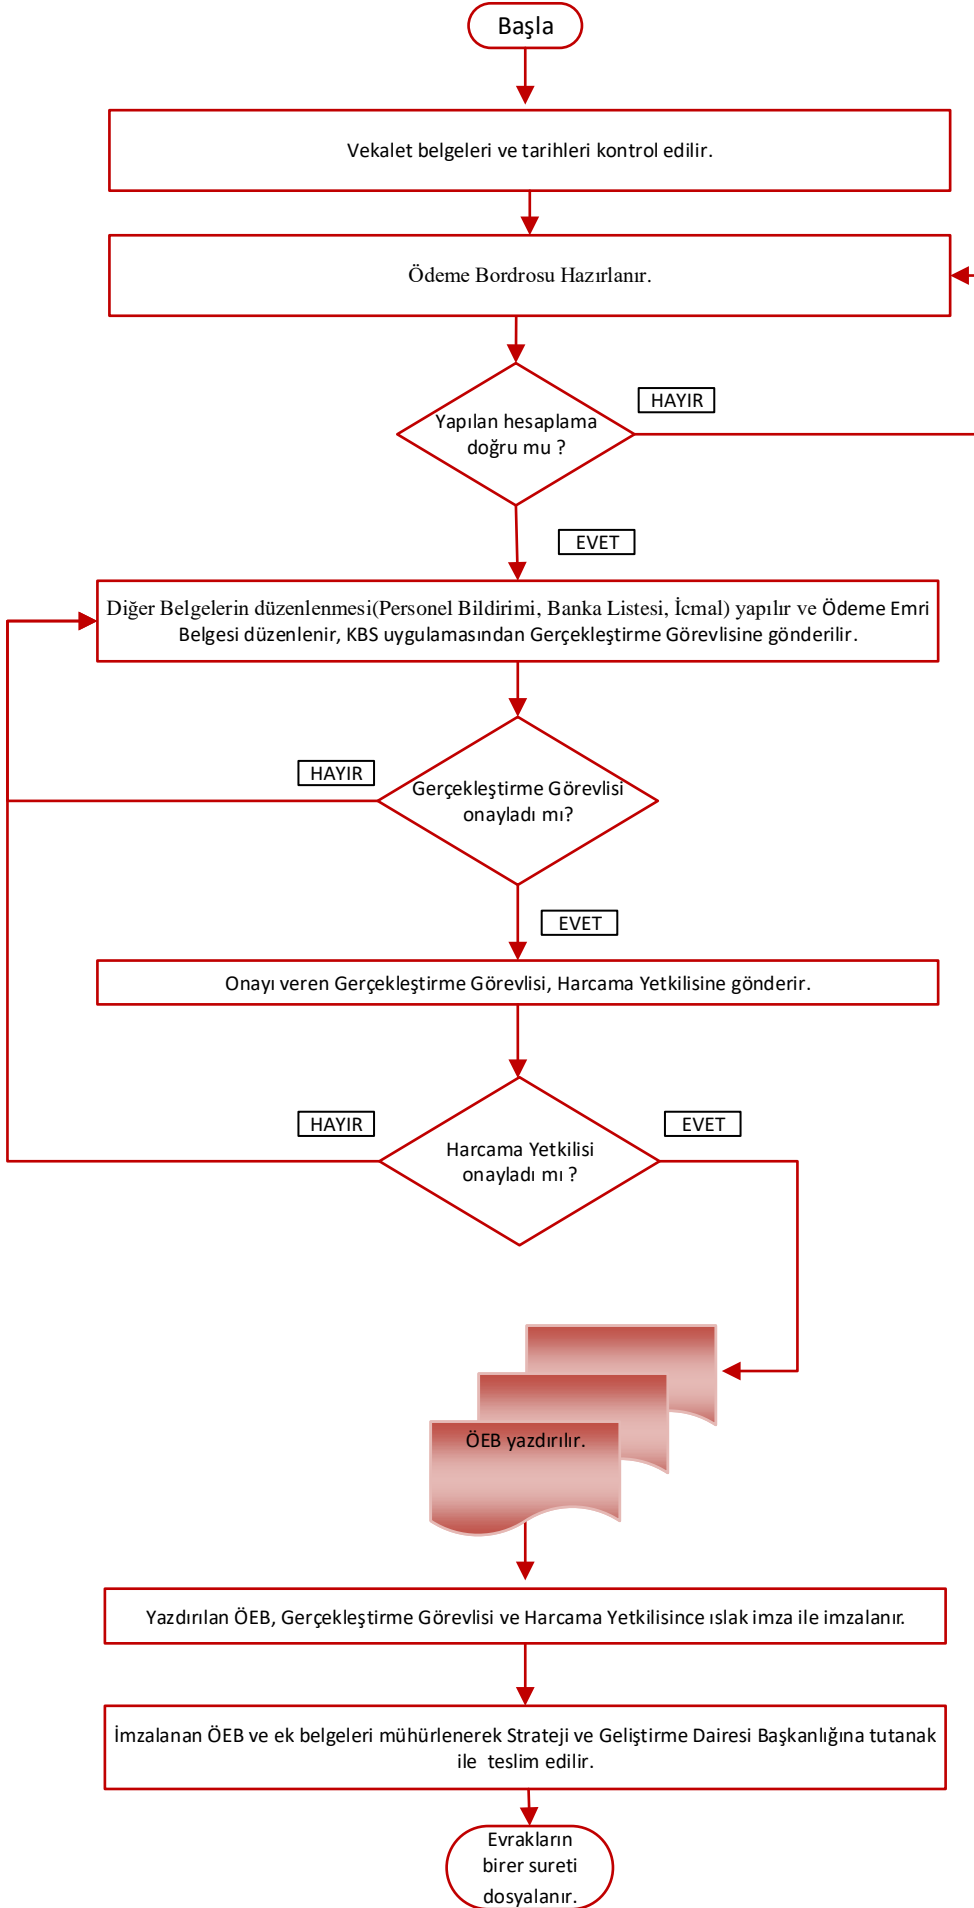 Başla
Vekalet belgeleri ve tarihleri kontrol edilir.
Ödeme Bordrosu Hazırlanır.
HAYIR
Yapılan hesaplama
doğru mu ?
EVET
Diğer Belgelerin düzenlenmesi(Personel Bildirimi, Banka Listesi, İcmal) yapılır ve Ödeme Emri
Belgesi düzenlenir, KBS uygulamasından Gerçekleştirme Görevlisine gönderilir.
HAYIR
Gerçekleştirme Görevlisi
onayladı mı?
EVET
Onayı veren Gerçekleştirme Görevlisi, Harcama Yetkilisine gönderir.
HAYIR
EVET
Harcama Yetkilisi
onayladı mı ?
ÖEB yazdırılır.
Yazdırılan ÖEB, Gerçekleştirme Görevlisi ve Harcama Yetkilisince ıslak imza ile imzalanır.
İmzalanan ÖEB ve ek belgeleri mühürlenerek Strateji ve Geliştirme Dairesi Başkanlığına tutanak
ile teslim edilir.
Evrakların
birer sureti
dosyalanır.